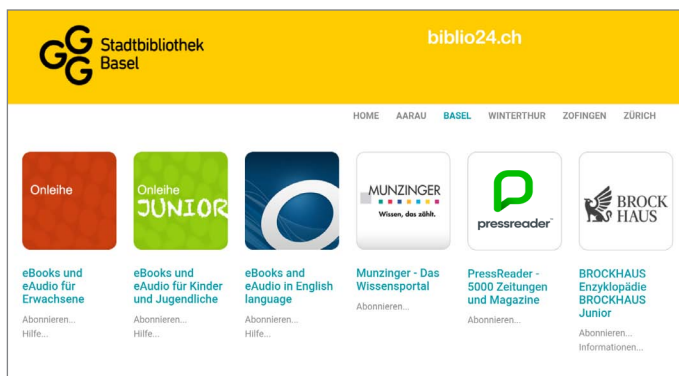 GGG Stadtbibliothek
Basel
biblio24.ch
HOME AARAU BASEL WINTERTHUR ZOFINGEN ZÜRICH
Onleihe
Onleihe
JUNIOR
MUNZINGER
Wissen, das zählt.
pressreader
BROCK
HAUS
eBooks und
eAudio für
Erwachsene
Abonnieren...
Hilfe...
eBooks und
eAudio für Kinder
und Jugendliche
Abonnieren...
Hilfe...
eBooks and
eAudio in English
language
Abonnieren...
Hilfe...
Munzinger - Das
Wissensportal
Abonnieren...
PressReader -
5000 Zeitungen
und Magazine
Abonnieren...
BROCKHAUS
Enzyklopädie
BROCKHAUS
Junior
Abonnieren...
Informationen...